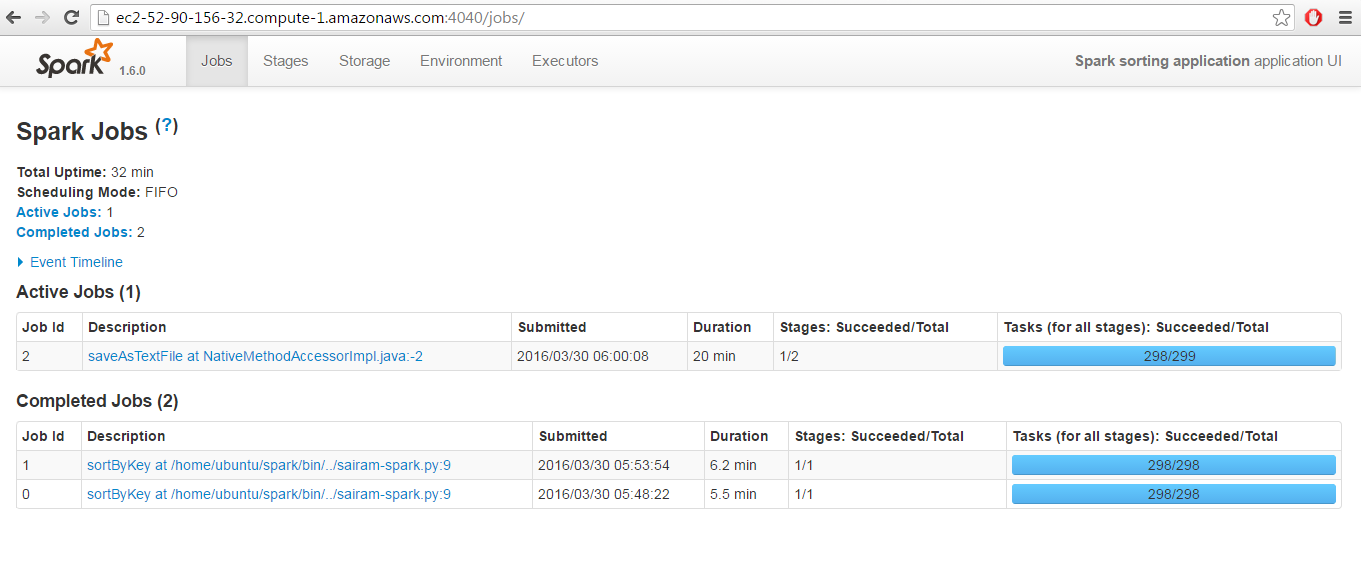 ec2-52-90-156-32.compute-1.amazonaws.com:4040/jobs/
Spark 1.6.0 Jobs Stages Storage Environment Executors Spark sorting application application UI
Spark Jobs (?)
Total Uptime: 32 min
Scheduling Mode: FIFO
Active Jobs: 1
Completed Jobs: 2
Event Timeline
Active Jobs (1)
Job Id Description Submitted Duration Stages: Succeeded/Total Tasks (for all stages): Succeeded/Total
2 saveAsTextFile at NativeMethodAccessorImpl.java:-2 2016/03/30 06:00:08 20 min 1/2 298/299
Completed Jobs (2)
Job Id Description Submitted Duration Stages: Succeeded/Total Tasks (for all stages): Succeeded/Total
1 sortByKey at /home/ubuntu/spark/bin/../sairam-spark.py:9 2016/03/30 05:53:54 6.2 min 1/1 298/298
0 sortByKey at /home/ubuntu/spark/bin/../sairam-spark.py:9 2016/03/30 05:48:22 5.5 min 1/1 298/298